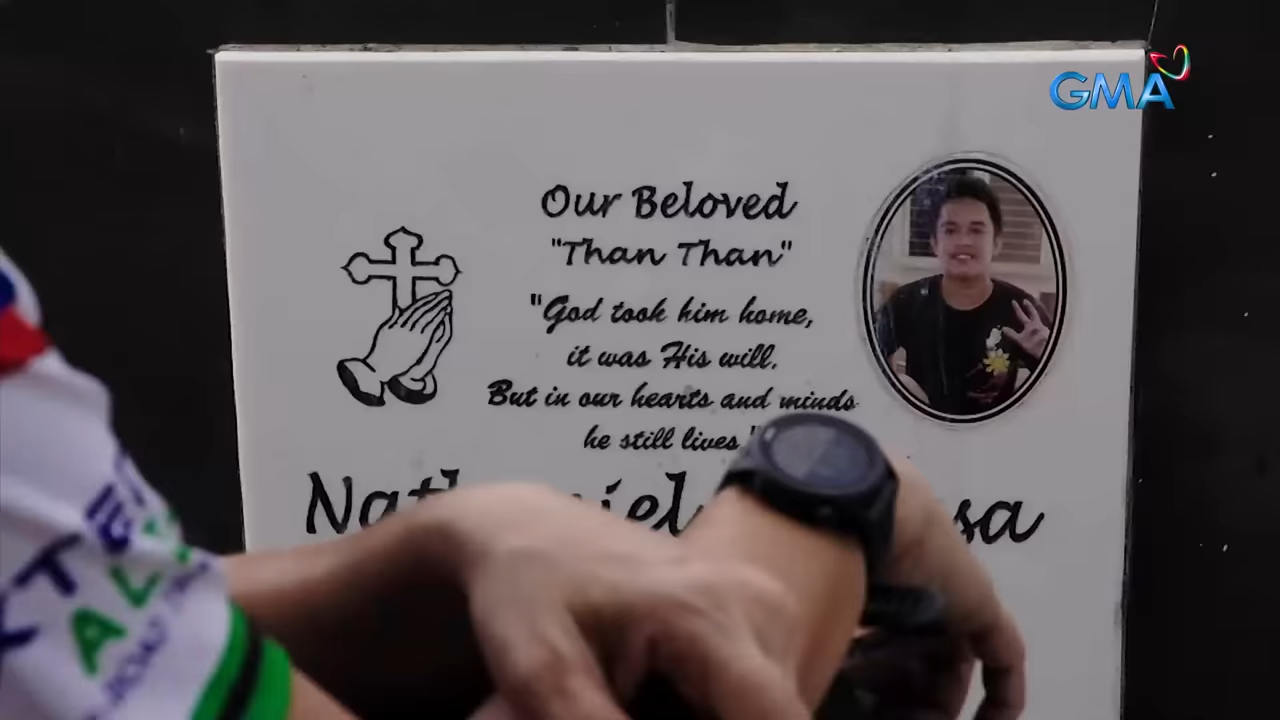 GMA
Our Beloved
"Than Than"
"God took him home,
it was His will.
But in our hearts and minds
he still lives."